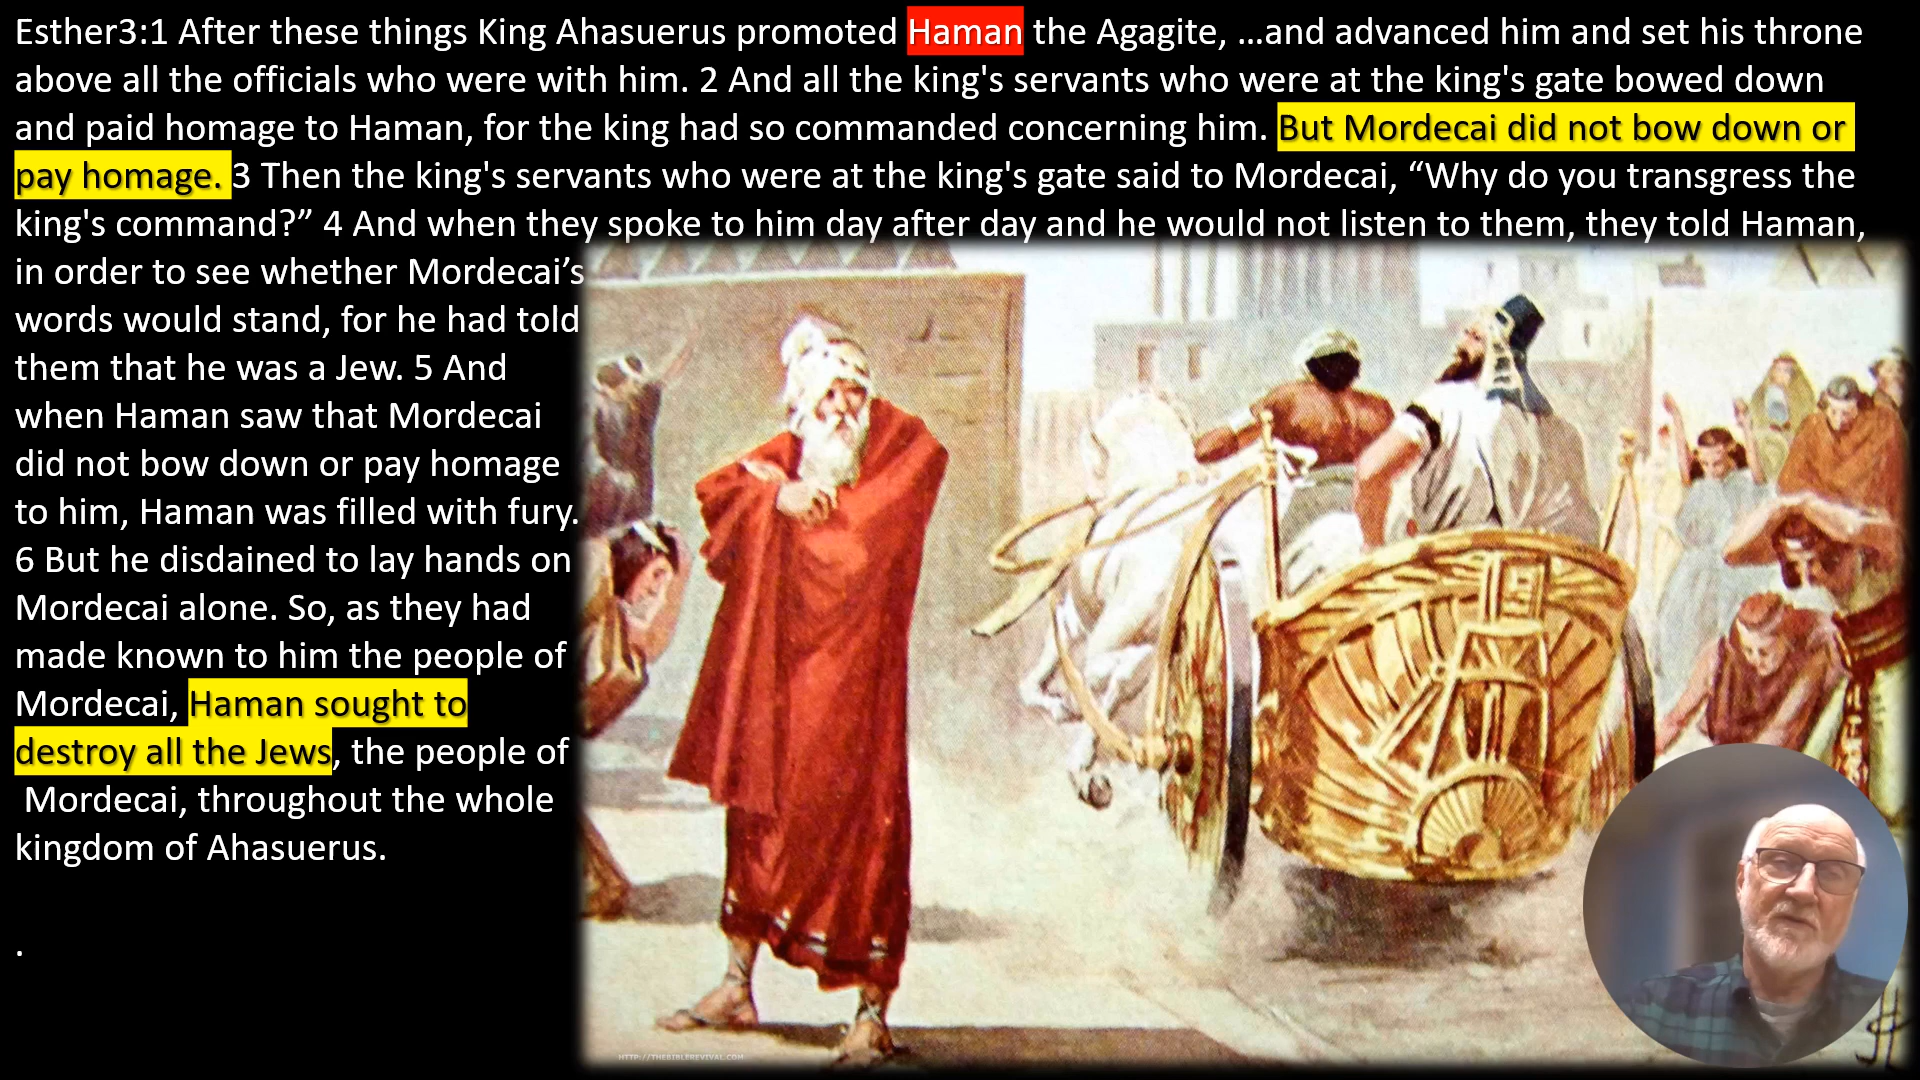 Esther3:1 After these things King Ahasuerus promoted Haman the Agagite, …and advanced him and set his throne
above all the officials who were with him. 2 And all the king's servants who were at the king's gate bowed down
and paid homage to Haman, for the king had so commanded concerning him. But Mordecai did not bow down or
pay homage. 3 Then the king's servants who were at the king's gate said to Mordecai, “Why do you transgress the
king's command?” 4 And when they spoke to him day after day and he would not listen to them, they told Haman,
in order to see whether Mordecai’s
words would stand, for he had told
them that he was a Jew. 5 And
when Haman saw that Mordecai
did not bow down or pay homage
to him, Haman was filled with fury.
6 But he disdained to lay hands on
Mordecai alone. So, as they had
made known to him the people of
Mordecai, Haman sought to
destroy all the Jews, the people of
Mordecai, throughout the whole
kingdom of Ahasuerus.
.
HTTP://THEBIBLEREVIVAL.COM